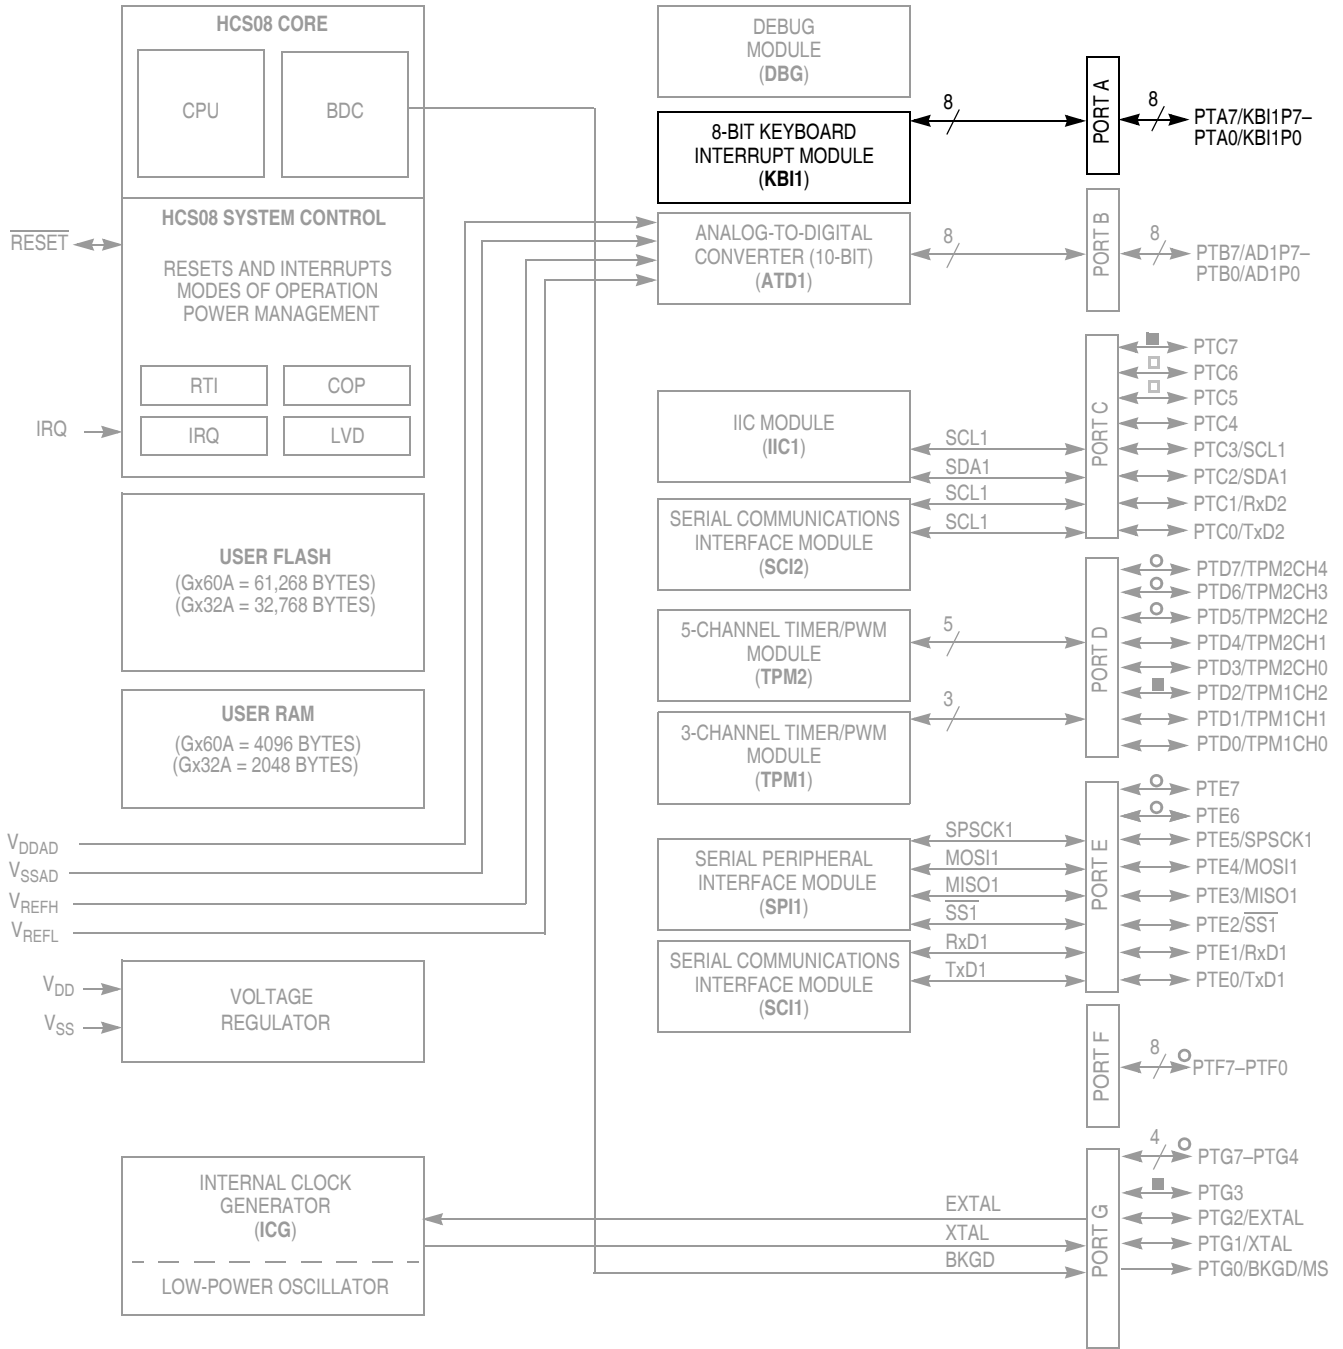 HCS08 CORE
CPU
BDC
HCS08 SYSTEM CONTROL
RESETS AND INTERRUPTS
MODES OF OPERATION
POWER MANAGEMENT
RTI
COP
IRQ
LVD
RESET
IRQ
USER FLASH
(Gx60A = 61,268 BYTES)
(Gx32A = 32,768 BYTES)
USER RAM
(Gx60A = 4096 BYTES)
(Gx32A = 2048 BYTES)
VDDAD
VSSAD
VREFH
VREFL
VDD
VSS
VOLTAGE
REGULATOR
INTERNAL CLOCK
GENERATOR
(ICG)
LOW-POWER OSCILLATOR
DEBUG
MODULE
(DBG)
8-BIT KEYBOARD
INTERRUPT MODULE
(KBI1)
8
ANALOG-TO-DIGITAL
CONVERTER (10-BIT)
(ATD1)
8
IIC MODULE
(IIC1)
SCL1
SDA1
SERIAL COMMUNICATIONS
INTERFACE MODULE
(SCI2)
SCL1
SCL1
5-CHANNEL TIMER/PWM
MODULE
(TPM2)
5
3-CHANNEL TIMER/PWM
MODULE
(TPM1)
3
SERIAL PERIPHERAL
INTERFACE MODULE
(SPI1)
SPSCK1
MOSI1
MISO1
SS1
SERIAL COMMUNICATIONS
INTERFACE MODULE
(SCI1)
RxD1
TxD1
EXTAL
XTAL
BKGD
PORT A
8
PTA7/KBI1P7–
PTA0/KBI1P0
PORT B
8
PTB7/AD1P7–
PTB0/AD1P0
PORT C
PTC7
PTC6
PTC5
PTC4
PTC3/SCL1
PTC2/SDA1
PTC1/RxD2
PTC0/TxD2
PORT D
PTD7/TPM2CH4
PTD6/TPM2CH3
PTD5/TPM2CH2
PTD4/TPM2CH1
PTD3/TPM2CH0
PTD2/TPM1CH2
PTD1/TPM1CH1
PTD0/TPM1CH0
PORT E
PTE7
PTE6
PTE5/SPSCK1
PTE4/MOSI1
PTE3/MISO1
PTE2/SS1
PTE1/RxD1
PTE0/TxD1
PORT F
8
PTF7–PTF0
PORT G
4
PTG7–PTG4
PTG3
PTG2/EXTAL
PTG1/XTAL
PTG0/BKGD/MS